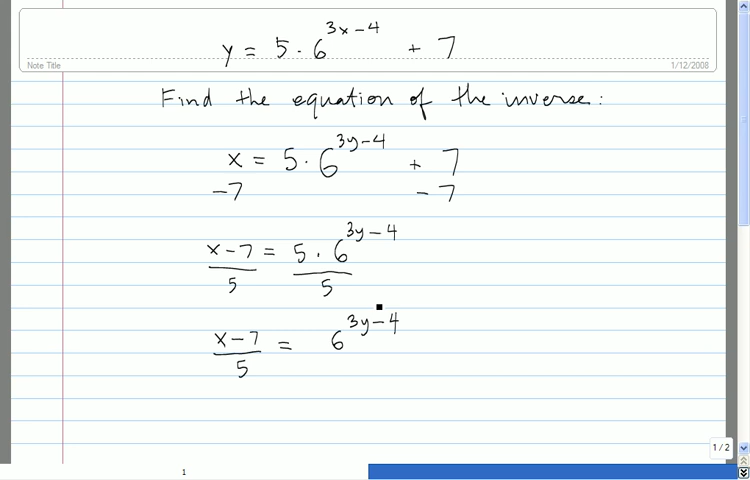 y = 5 · 6^(3x-4) + 7
Note Title
1/12/2008
Find the equation of the inverse:
x = 5 · 6^(3y-4) + 7
-7 -7
x-7 = 5 · 6^(3y-4)
5 5
x-7 = 6^(3y-4)
5
1 / 2
1